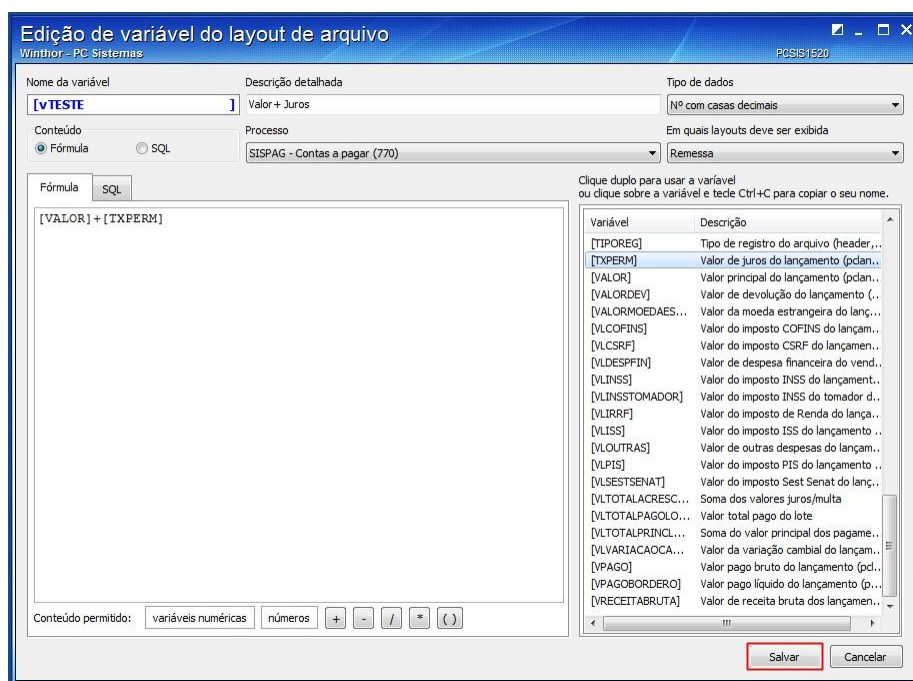 Edição de variável do layout de arquivo
Winthor - PC Sistemas
PCSIS1520
Nome da variável
Descrição detalhada
Tipo de dados
[vTESTE ]
Valor + Juros
Nº com casas decimais
Conteúdo
Processo
Em quais layouts deve ser exibida
Fórmula
SQL
SISPAG - Contas a pagar (770)
Remessa
Fórmula
SQL
Clique duplo para usar a varíavel
ou clique sobre a variável e tecle Ctrl+C para copiar o seu nome.
[VALOR]+[TXPERM]
Variável Descrição
[TIPOREG] Tipo de registro do arquivo (header,..
[TXPERM] Valor de juros do lançamento (pclan...
[VALOR] Valor principal do lançamento (pclan...
[VALORDEV] Valor de devolução do lançamento (...
[VALORMOEDAES... Valor da moeda estrangeira do lanç...
[VLCOFINS] Valor do imposto COFINS do lançam...
[VLCSRF] Valor do imposto CSRF do lançamen...
[VLDESPFIN] Valor de despesa financeira do vend...
[VLINSS] Valor do imposto INSS do lançament...
[VLINSSTOMADOR] Valor do imposto INSS do tomador d...
[VLIRRF] Valor do imposto de Renda do lança...
[VLISS] Valor do imposto ISS do lançamento ...
[VLOUTRAS] Valor de outras despesas do lançam...
[VLPIS] Valor do imposto PIS do lançamento ...
[VLSESTSENAT] Valor do imposto Sest Senat do lanç...
[VLTOTALACRESC... Soma dos valores juros/multa
[VLTOTALPAGOLO... Valor total pago do lote
[VLTOTALPRINCL... Soma do valor principal dos pagame...
[VLVARIACAOCA... Valor da variação cambial do lançam...
[VPAGO] Valor pago bruto do lançamento (pcl...
[VPAGOBORDERO] Valor pago líquido do lançamento (p...
[VRECEITABRUTA] Valor de receita bruta dos lançamen...
Conteúdo permitido: variáveis numéricas números + - / * ( )
Salvar Cancelar